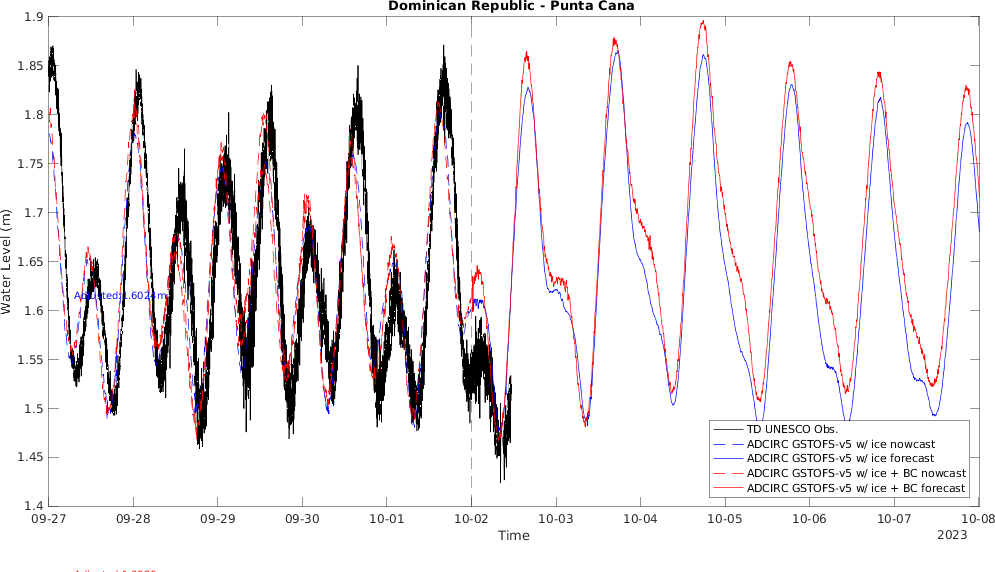 Dominican Republic - Punta Cana
1.9
1.85
1.8
1.75
1.7
1.65
1.6
1.55
1.5
1.45
1.4
Water Level (m)
Adjusted:1.6024m
TD UNESCO Obs.
ADCIRC GSTOFS-v5 w/ ice nowcast
ADCIRC GSTOFS-v5 w/ ice forecast
ADCIRC GSTOFS-v5 w/ ice + BC nowcast
ADCIRC GSTOFS-v5 w/ ice + BC forecast
09-27 09-28 09-29 09-30 10-01 10-02 10-03 10-04 10-05 10-06 10-07 10-08
Time
2023